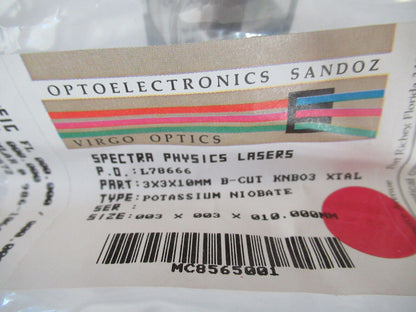 OPTOELECTRONICS SANDOZ
VIRGO OPTICS
SPECTRA PHYSICS LASERS
P.O.: L78666
PART: 3X3X10MM B-CUT KNBO3 XTAL
TYPE: POTASSIUM NIOBATE
SER :
SIZE: 003 x 003 x 010.000MM
MC8565001